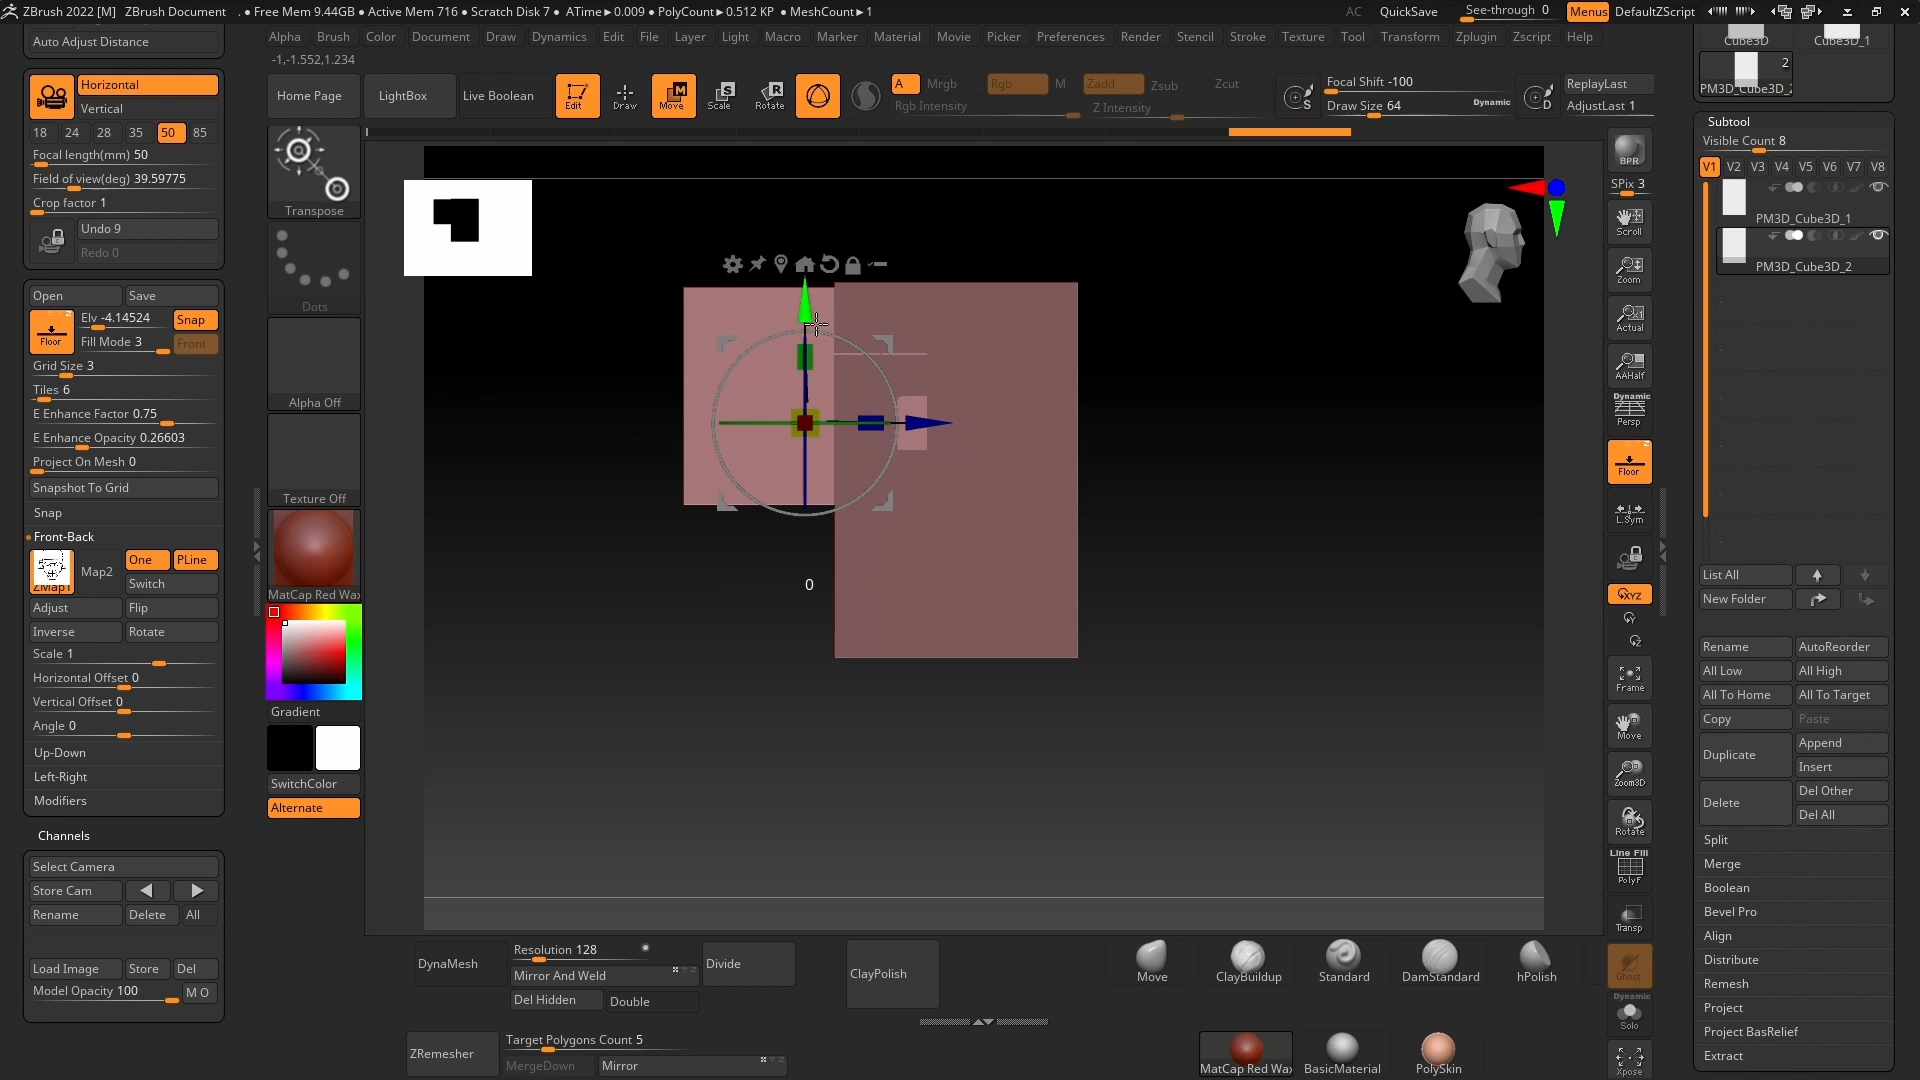 ZBrush 2022 [M] ZBrush Document . • Free Mem 9.44GB • Active Mem 716 • Scratch Disk 7 • ATime►0.009 • PolyCount►0.512 KP • MeshCount►1 AC QuickSave See-through 0 Menus DefaultZScript
Alpha Brush Color Document Draw Dynamics Edit File Layer Light Macro Marker Material Movie Picker Preferences Render Stencil Stroke Texture Tool Transform Zplugin Zscript Help
-1,-1.552,1.234
Home Page LightBox Live Boolean Edit Draw Move Scale Rotate A Mrgb Rgb M Zadd Zsub Zcut
Rgb Intensity Z Intensity
S Focal Shift -100
Draw Size 64 Dynamic
D ReplayLast
AdjustLast 1
Auto Adjust Distance
Horizontal
Vertical
18 24 28 35 50 85
Focal length(mm) 50
Field of view(deg) 39.59775
Crop factor 1
Undo 9
Redo 0
Open Save
Floor Elv -4.14524 Snap
Fill Mode 3 Front
Grid Size 3
Tiles 6
E Enhance Factor 0.75
E Enhance Opacity 0.26603
Project On Mesh 0
Snapshot To Grid
Snap
Front-Back
ZMap1 Map2 One PLine
Switch
Adjust Flip
Inverse Rotate
Scale 1
Horizontal Offset 0
Vertical Offset 0
Angle 0
Up-Down
Left-Right
Modifiers
Channels
Select Camera
Store Cam
Rename Delete All
Load Image Store Del
Model Opacity 100 M O
Transpose
Dots
Alpha Off
Texture Off
MatCap Red Wax
Gradient
SwitchColor
Alternate
0
BPR
SPix 3
Scroll
Zoom
Actual
AAHalf
Dynamic
Persp
Floor
L.Sym
XYZ
Y
Z
Frame
Move
Zoom3D
Rotate
Line Fill
PolyF
Transp
Ghost
Dynamic
Solo
Xpose
Cube3D Cube3D_1
2
PM3D_Cube3D_2
Subtool
Visible Count 8
V1 V2 V3 V4 V5 V6 V7 V8
PM3D_Cube3D_1
PM3D_Cube3D_2
List All
New Folder
Rename AutoReorder
All Low All High
All To Home All To Target
Copy Paste
Duplicate Append
Insert
Delete Del Other
Del All
Split
Merge
Boolean
Bevel Pro
Align
Distribute
Remesh
Project
Project BasRelief
Extract
DynaMesh Resolution 128 Divide ClayPolish Move ClayBuildup Standard DamStandard hPolish
Mirror And Weld
Del Hidden Double
ZRemesher Target Polygons Count 5
MergeDown Mirror
MatCap Red Wax BasicMaterial PolySkin